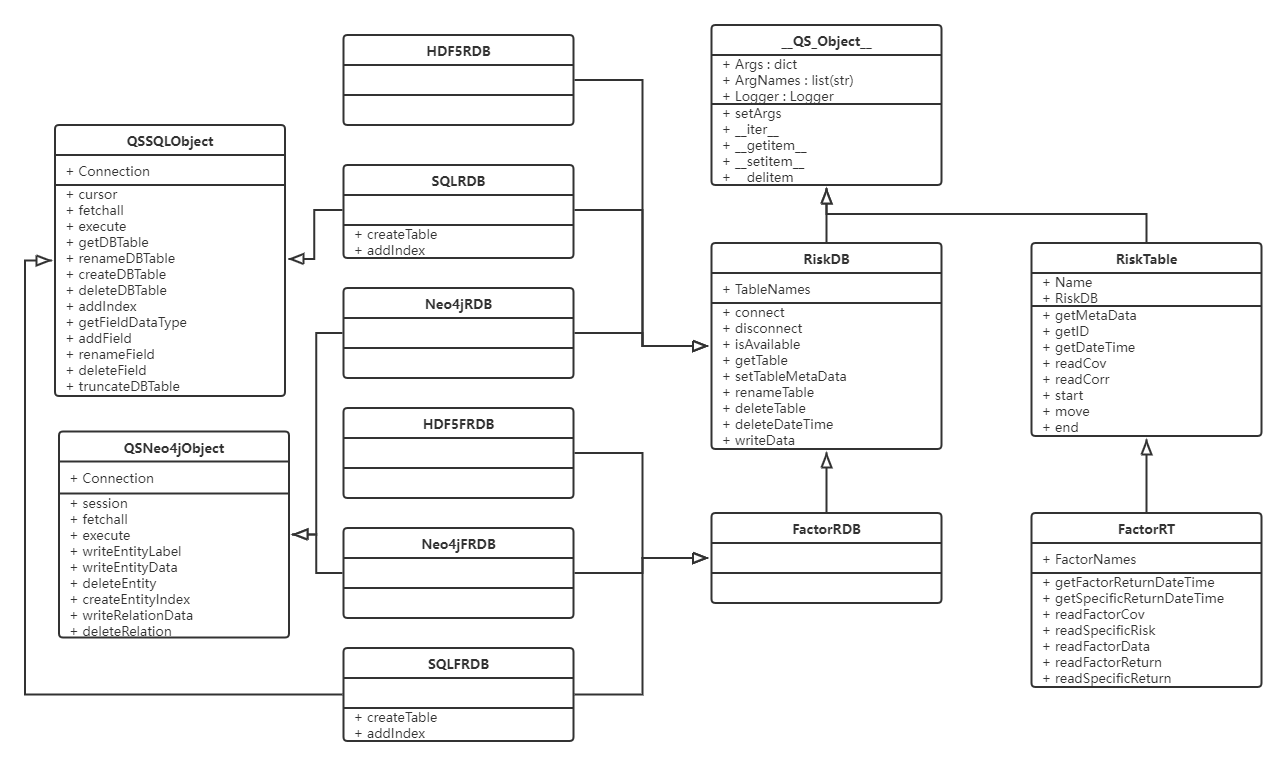 HDF5RDB
__QS_Object__
+ Args : dict
+ ArgNames : list(str)
+ Logger : Logger
+ setArgs
+ __iter__
+ __getitem__
+ __setitem__
+ __delitem__
QSSQLObject
+ Connection
+ cursor
+ fetchall
+ execute
+ getDBTable
+ renameDBTable
+ createDBTable
+ deleteDBTable
+ addIndex
+ getFieldDataType
+ addField
+ renameField
+ deleteField
+ truncateDBTable
SQLRDB
+ createTable
+ addIndex
Neo4jRDB
RiskDB
+ TableNames
+ connect
+ disconnect
+ isAvailable
+ getTable
+ setTableMetaData
+ renameTable
+ deleteTable
+ deleteDateTime
+ writeData
RiskTable
+ Name
+ RiskDB
+ getMetaData
+ getID
+ getDateTime
+ readCov
+ readCorr
+ start
+ move
+ end
HDF5FRDB
QSNeo4jObject
+ Connection
+ session
+ fetchall
+ execute
+ writeEntityLabel
+ writeEntityData
+ deleteEntity
+ createEntityIndex
+ writeRelationData
+ deleteRelation
Neo4jFRDB
FactorRDB
FactorRT
+ FactorNames
+ getFactorReturnDateTime
+ getSpecificReturnDateTime
+ readFactorCov
+ readSpecificRisk
+ readFactorData
+ readFactorReturn
+ readSpecificReturn
SQLFRDB
+ createTable
+ addIndex